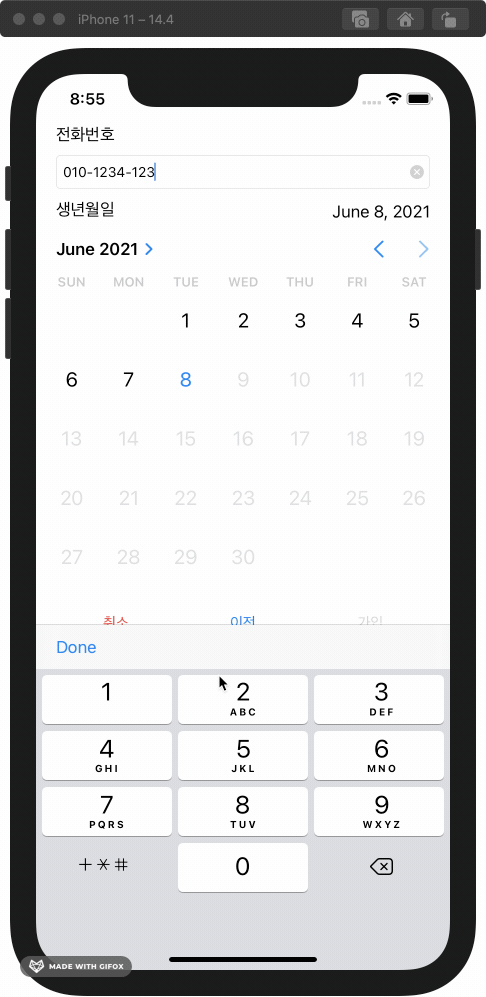 iPhone 11 – 14.4
8:55
전화번호
010-1234-123
생년월일 June 8, 2021
June 2021
SUN MON TUE WED THU FRI SAT
1 2 3 4 5
6 7 8 9 10 11 12
13 14 15 16 17 18 19
20 21 22 23 24 25 26
27 28 29 30
취소 이전 가입
Done
1 2 3
ABC DEF
4 5 6
GHI JKL MNO
7 8 9
PQRS TUV WXYZ
+*#
0
MADE WITH GIFOX